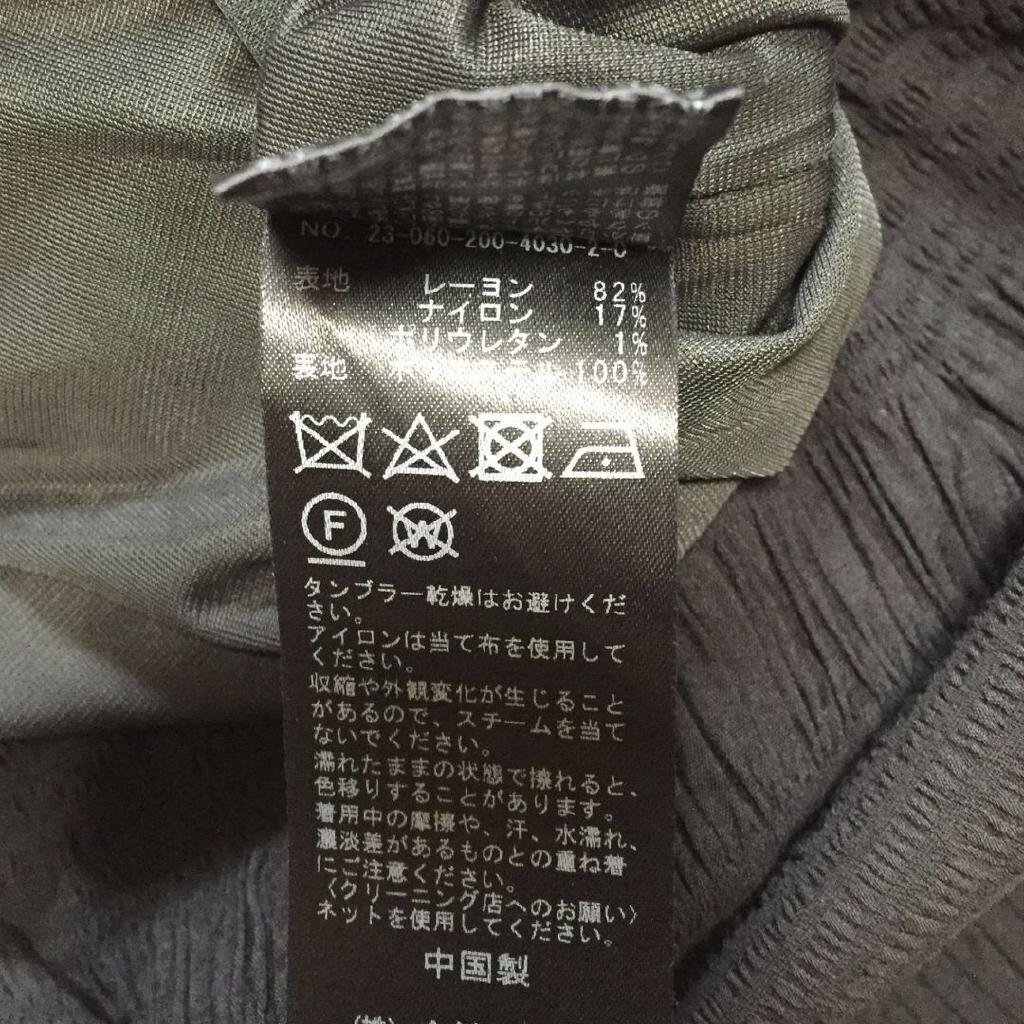 NO. 23-060-200-4030-2-0
表地 レーヨン 82%
ナイロン 17%
ポリウレタン 1%
裏地 ポリエステル 100%
F
W
タンブラー乾燥はお避けくだ
さい。
アイロンは当て布を使用して
ください。
収縮や外観変化が生じること
があるので、スチームを当て
ないでください。
濡れたままの状態で擦れると、
色移りすることがあります。
着用中の摩擦や、汗、水濡れ、
濃淡差があるものとの重ね着
にご注意ください。
〈クリーニング店へのお願い〉
ネットを使用してください。
中国製